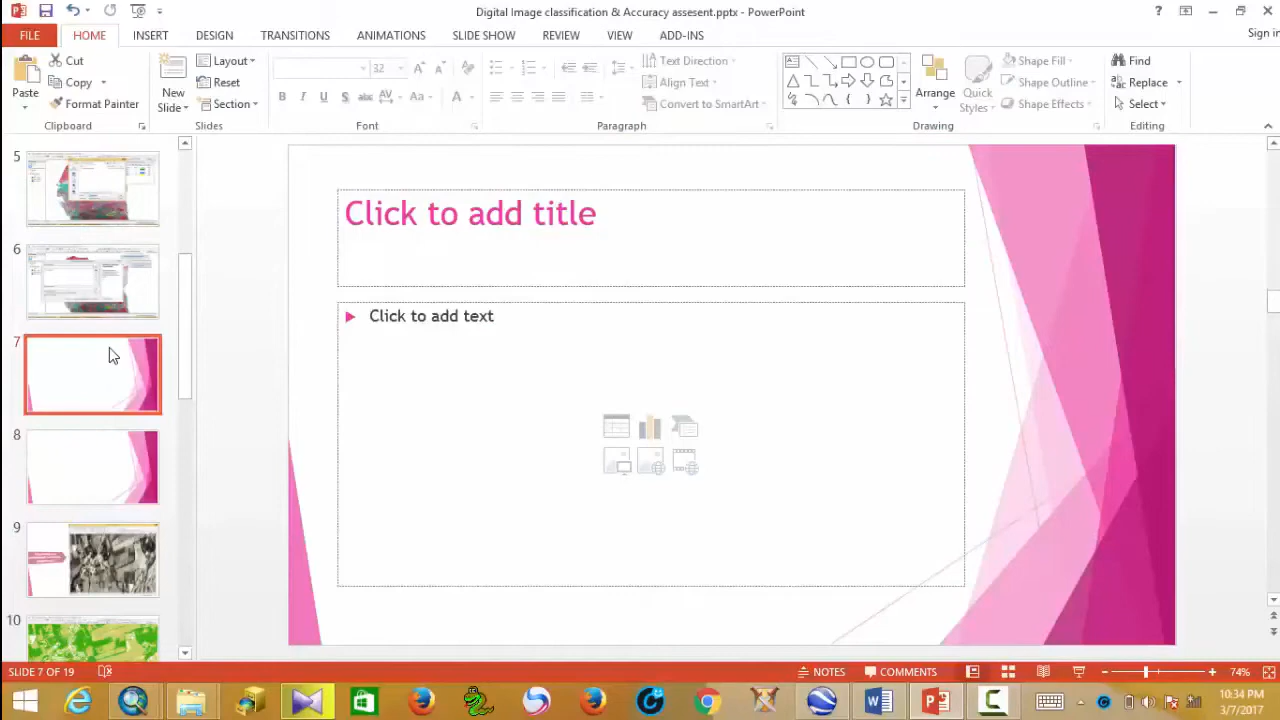 Digital Image classification & Accuracy assesent.pptx - PowerPoint
Sign in
FILE HOME INSERT DESIGN TRANSITIONS ANIMATIONS SLIDE SHOW REVIEW VIEW ADD-INS
Paste
Cut
Copy
Format Painter
Clipboard
New
Slide
Layout
Reset
Section
Slides
32
B I U S abc AV Aa A
Font
Text Direction
Align Text
Convert to SmartArt
Paragraph
Arrange
Quick
Styles
Shape Fill
Shape Outline
Shape Effects
Drawing
Find
Replace
Select
Editing
5
6
7
8
9
10
Click to add title
Click to add text
SLIDE 7 OF 19
NOTES COMMENTS
74%
10:34 PM
3/7/2017